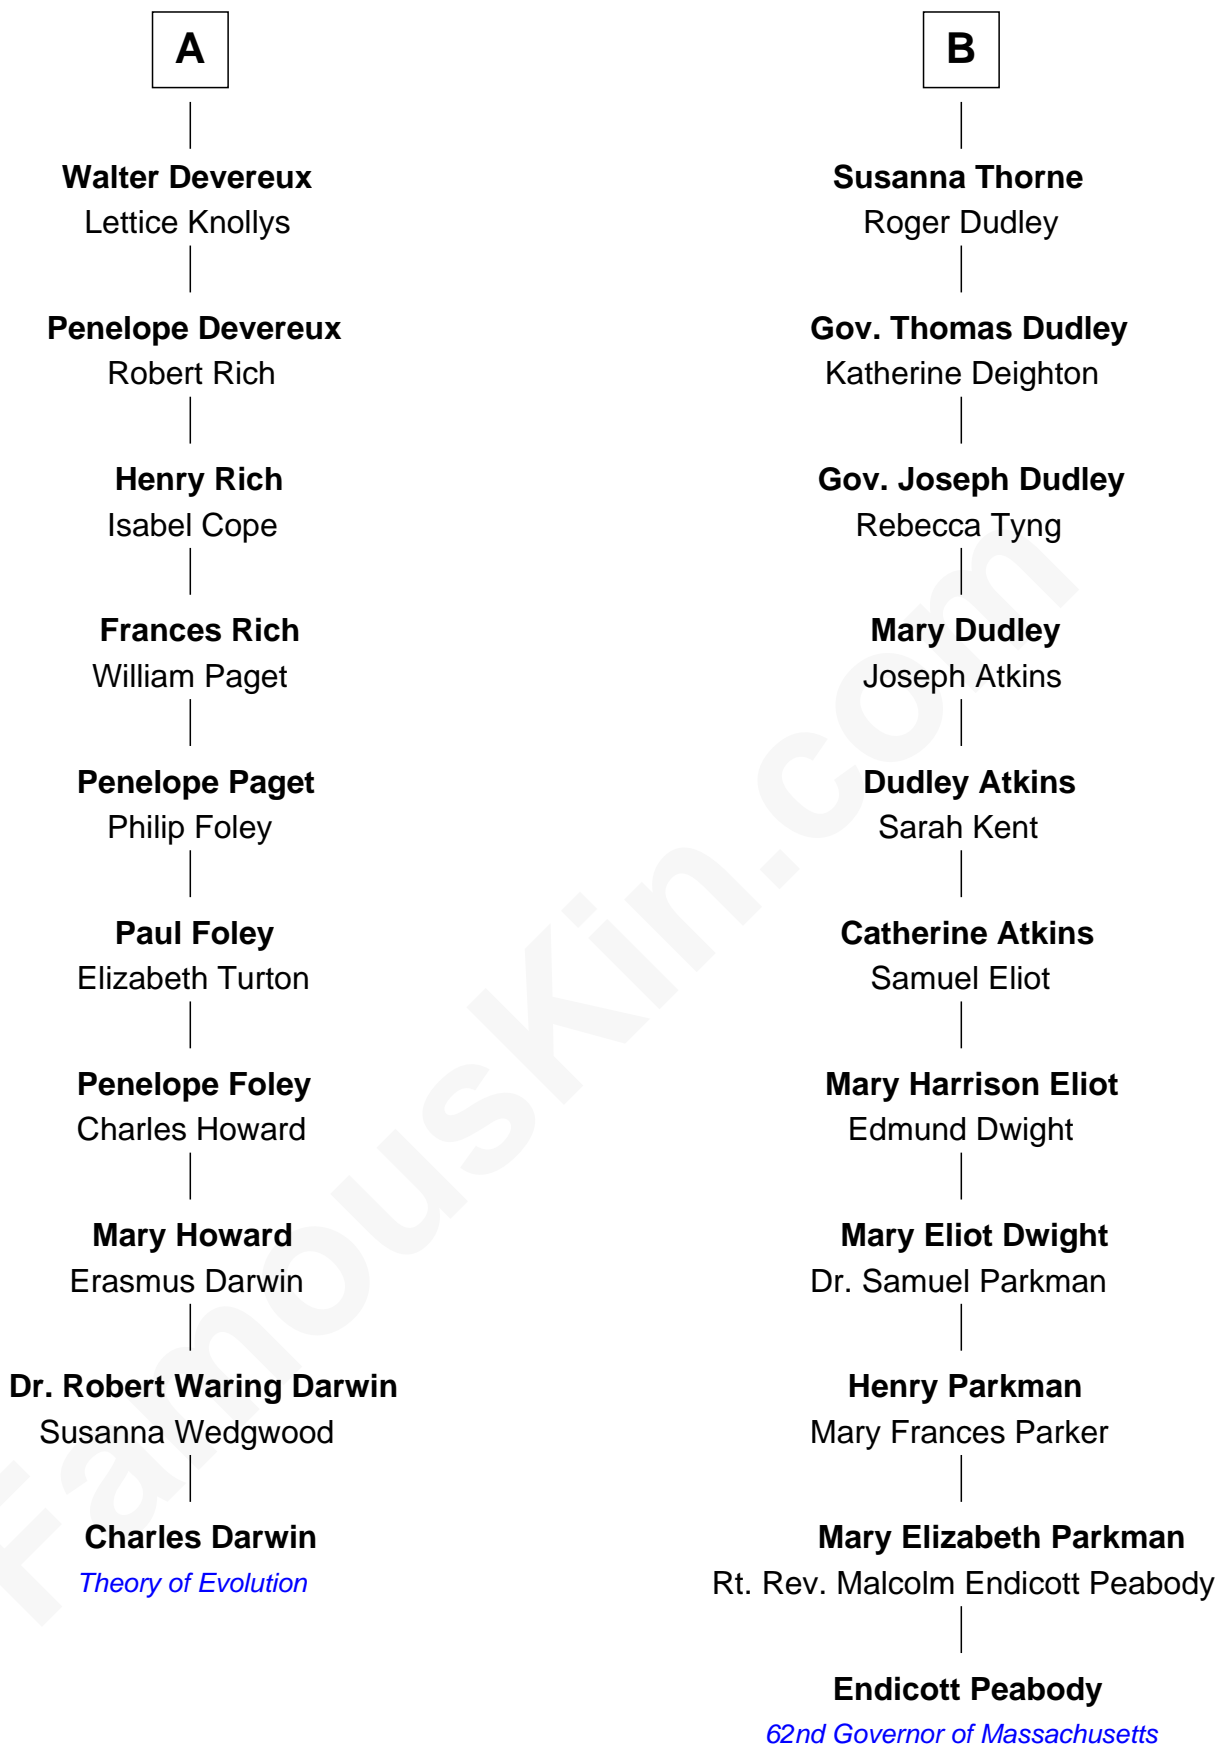 A
Walter Devereux
Lettice Knollys
Penelope Devereux
Robert Rich
Henry Rich
Isabel Cope
Frances Rich
William Paget
Penelope Paget
Philip Foley
Paul Foley
Elizabeth Turton
Penelope Foley
Charles Howard
Mary Howard
Erasmus Darwin
Dr. Robert Waring Darwin
Susanna Wedgwood
Charles Darwin
Theory of Evolution
B
Susanna Thorne
Roger Dudley
Gov. Thomas Dudley
Katherine Deighton
Gov. Joseph Dudley
Rebecca Tyng
Mary Dudley
Joseph Atkins
Dudley Atkins
Sarah Kent
Catherine Atkins
Samuel Eliot
Mary Harrison Eliot
Edmund Dwight
Mary Eliot Dwight
Dr. Samuel Parkman
Henry Parkman
Mary Frances Parker
Mary Elizabeth Parkman
Rt. Rev. Malcolm Endicott Peabody
Endicott Peabody
62nd Governor of Massachusetts
FamousKin.com